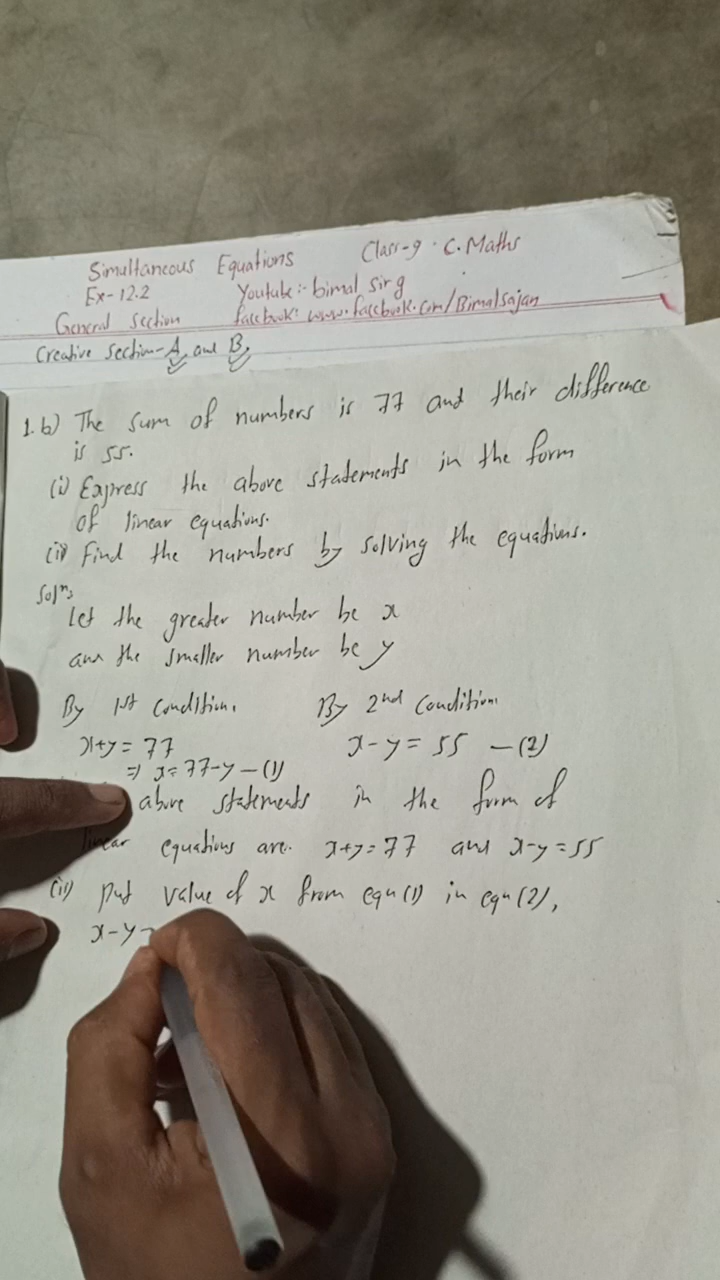 Simultaneous Equations Class-9 C. Maths
Ex-12.2 Youtube:- bimal sir g
General Section facebook: www.facebook.com/Bimalsajan
Creative Section-A and B.
1.b) The sum of numbers is 77 and their difference
is 55.
(i) Express the above statements in the form
of linear equations.
(ii) Find the numbers by solving the equations.
Solⁿ,
Let the greater number be x
and the smaller number be y
By 1st Condition, By 2nd Condition
x+y = 77 x-y = 55 —(2)
⇒ x = 77-y —(1)
above statements in the form of
linear equations are. x+y=77 and x-y=55
(ii) put value of x from eqn (1) in eqn (2),
x-y